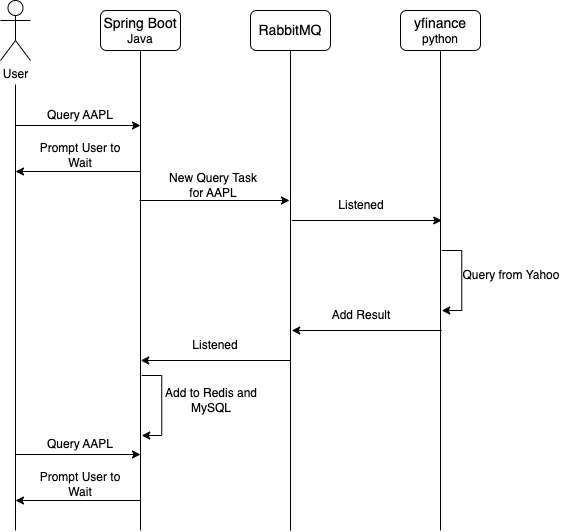 Spring Boot
Java
RabbitMQ
yfinance
python
User
Query AAPL
Prompt User to
Wait
New Query Task
for AAPL
Listened
Query from Yahoo
Add Result
Listened
Add to Redis and
MySQL
Query AAPL
Prompt User to
Wait